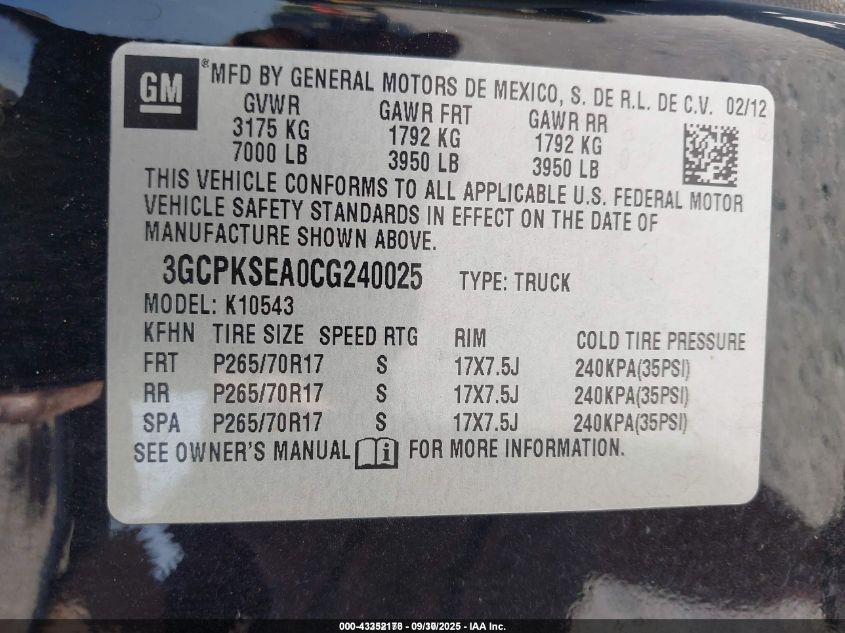 GM
®MFD BY GENERAL MOTORS DE MEXICO, S. DE R.L. DE C.V. 02/12
GVWR GAWR FRT GAWR RR
3175 KG 1792 KG 1792 KG
7000 LB 3950 LB 3950 LB
THIS VEHICLE CONFORMS TO ALL APPLICABLE U.S. FEDERAL MOTOR
VEHICLE SAFETY STANDARDS IN EFFECT ON THE DATE OF
MANUFACTURE SHOWN ABOVE.
3GCPKSEA0CG240025 TYPE: TRUCK
MODEL: K10543
KFHN TIRE SIZE SPEED RTG RIM COLD TIRE PRESSURE
FRT P265/70R17 S 17X7.5J 240KPA(35PSI)
RR P265/70R17 S 17X7.5J 240KPA(35PSI)
SPA P265/70R17 S 17X7.5J 240KPA(35PSI)
SEE OWNER'S MANUAL FOR MORE INFORMATION.
IAA Inc.